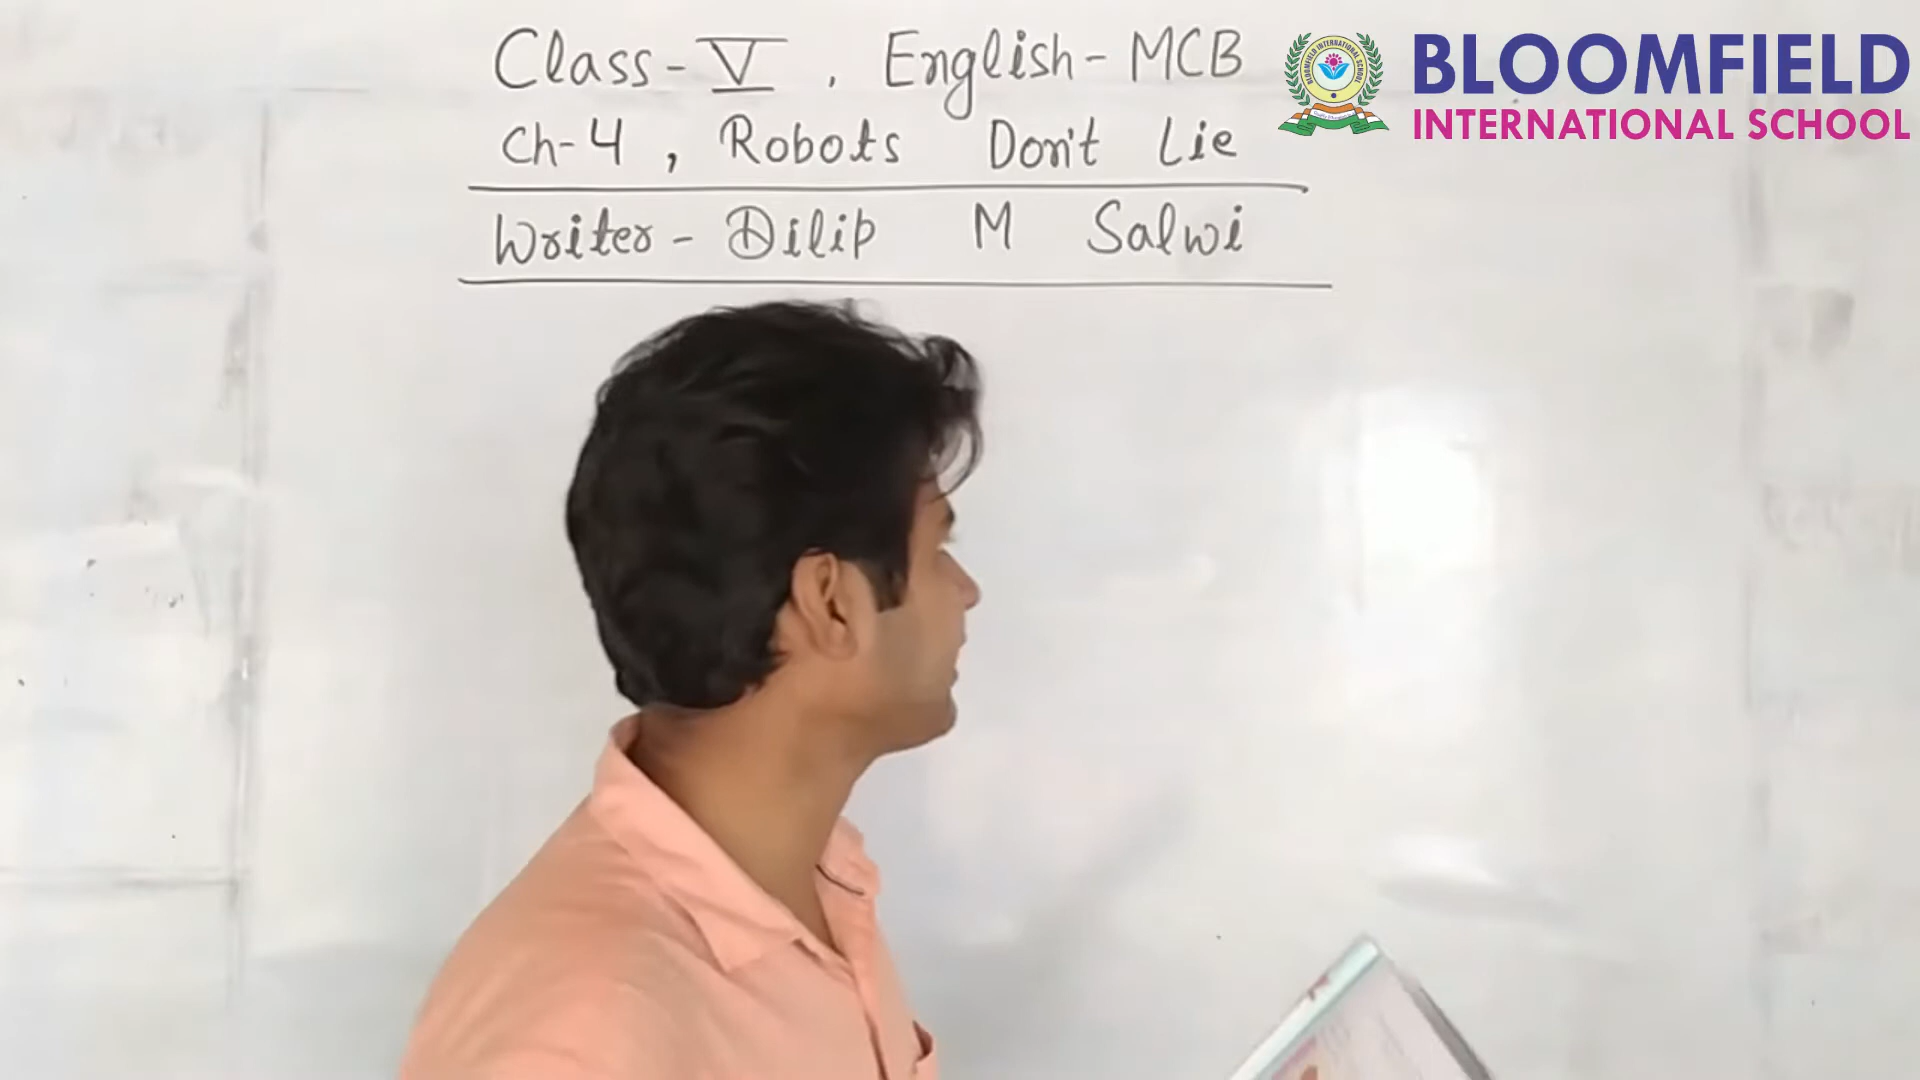 Class - V , English - MCB
Ch-4 , Robots Don't Lie
Writer - Dilip M Salwi
BLOOMFIELD
INTERNATIONAL SCHOOL